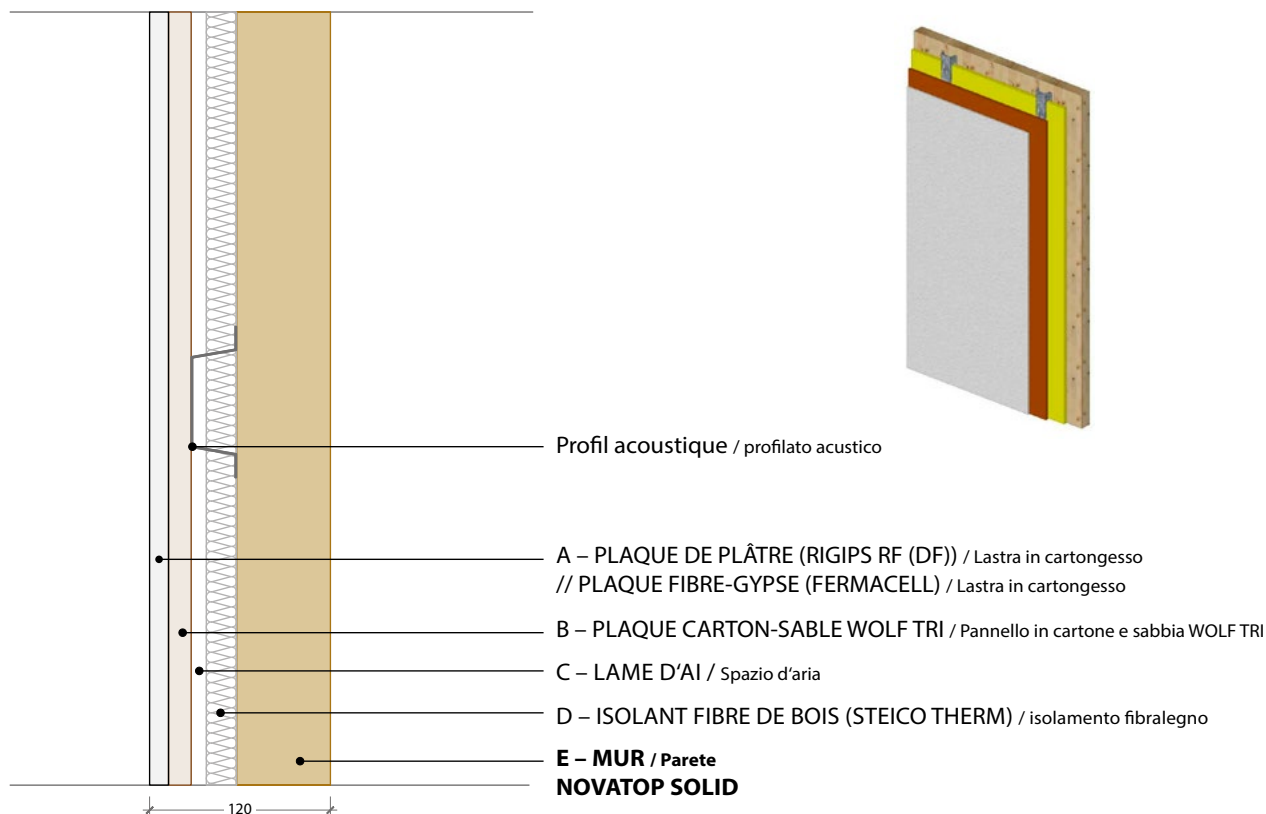 Profil acoustique / profilato acustico
A – PLAQUE DE PLÂTRE (RIGIPS RF (DF)) / Lastra in cartongesso
// PLAQUE FIBRE-GYPSE (FERMACELL) / Lastra in cartongesso
B – PLAQUE CARTON-SABLE WOLF TRI / Pannello in cartone e sabbia WOLF TRI
C – LAME D‘AI / Spazio d‘aria
D – ISOLANT FIBRE DE BOIS (STEICO THERM) / isolamento fibralegno
E – MUR / Parete
NOVATOP SOLID
120